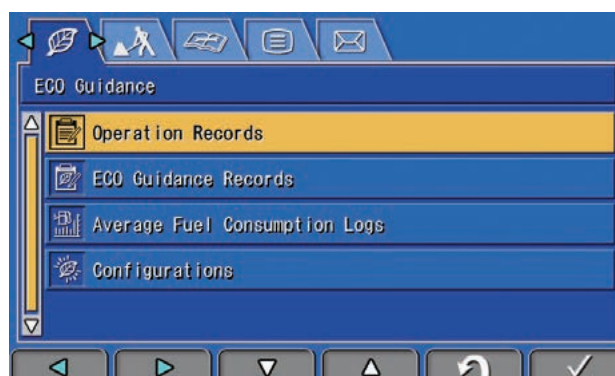 ECO Guidance
Operation Records
ECO Guidance Records
Average Fuel Consumption Logs
Configurations